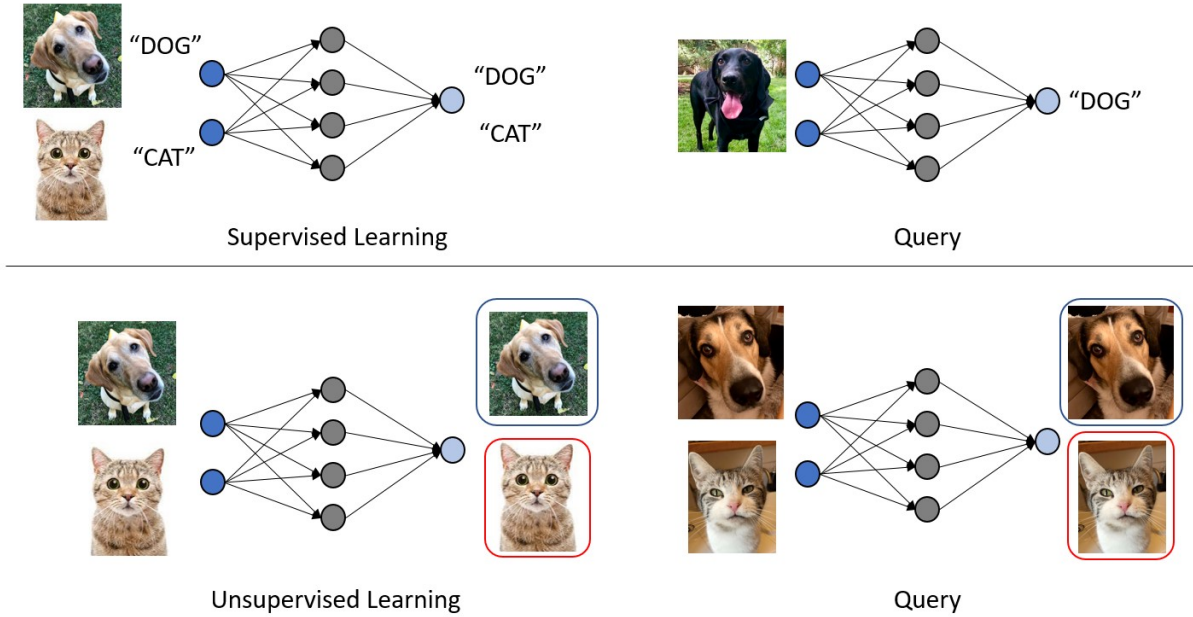 “DOG”
“CAT”
“DOG”
“CAT”
Supervised Learning
“DOG”
Query
Unsupervised Learning
Query